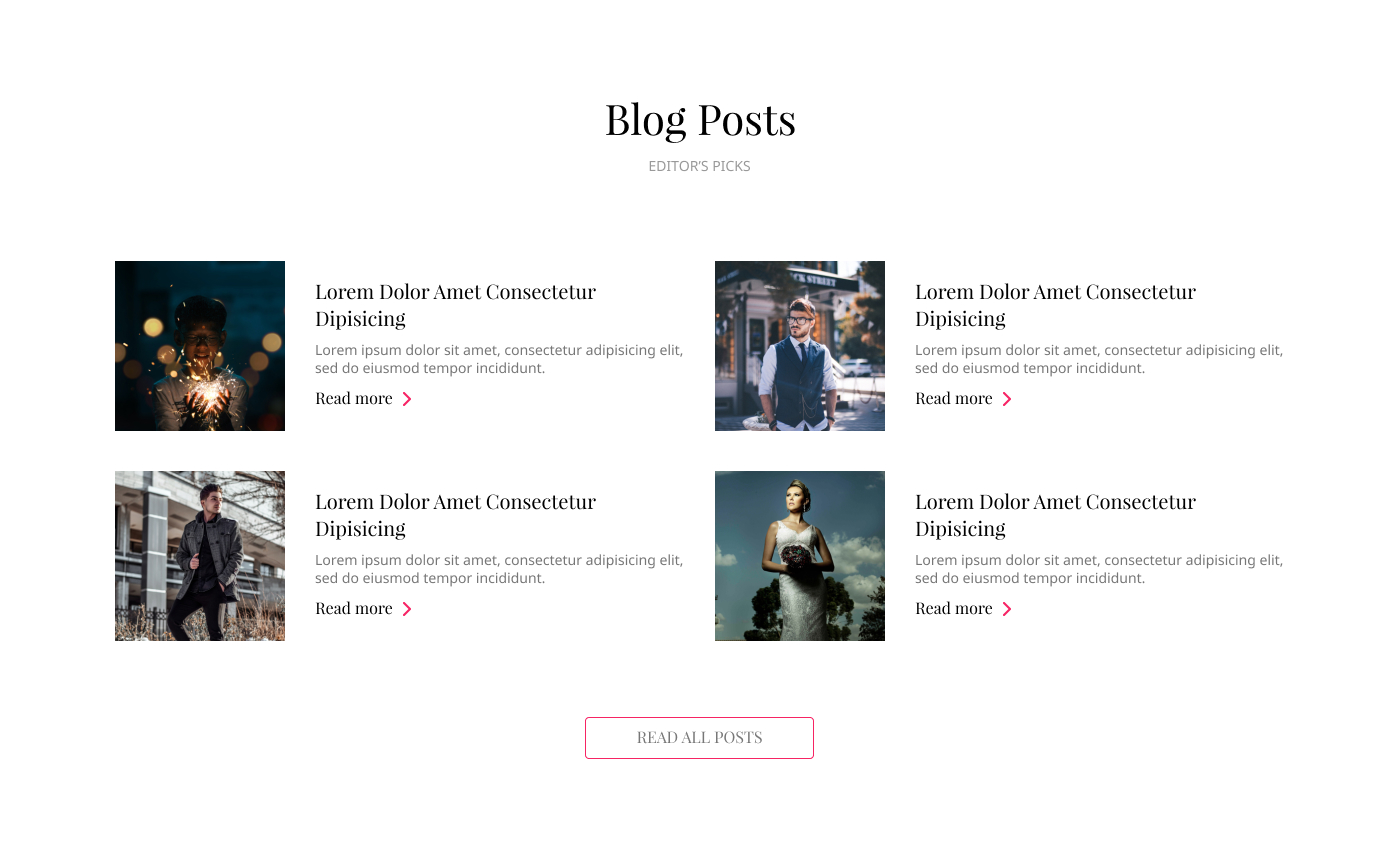 Blog Posts
EDITOR'S PICKS
Lorem Dolor Amet Consectetur
Dipisicing
Lorem ipsum dolor sit amet, consectetur adipisicing elit,
sed do eiusmod tempor incididunt.
Read more
CK STREET
Lorem Dolor Amet Consectetur
Dipisicing
Lorem ipsum dolor sit amet, consectetur adipisicing elit,
sed do eiusmod tempor incididunt.
Read more
Lorem Dolor Amet Consectetur
Dipisicing
Lorem ipsum dolor sit amet, consectetur adipisicing elit,
sed do eiusmod tempor incididunt.
Read more
Lorem Dolor Amet Consectetur
Dipisicing
Lorem ipsum dolor sit amet, consectetur adipisicing elit,
sed do eiusmod tempor incididunt.
Read more
READ ALL POSTS